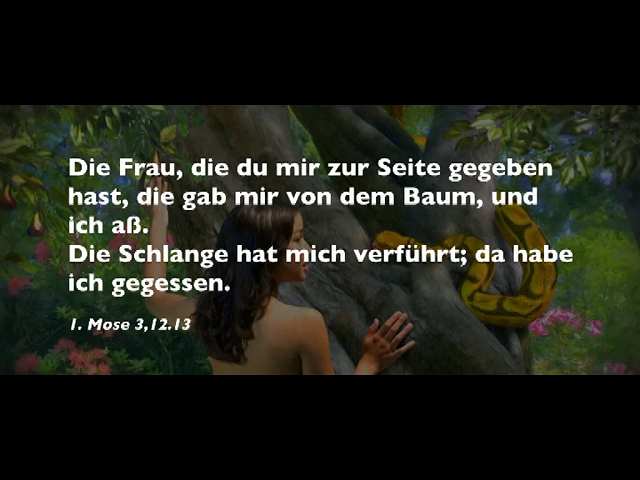 Die Frau, die du mir zur Seite gegeben
hast, die gab mir von dem Baum, und
ich aß.
Die Schlange hat mich verführt; da habe
ich gegessen.
1. Mose 3,12.13